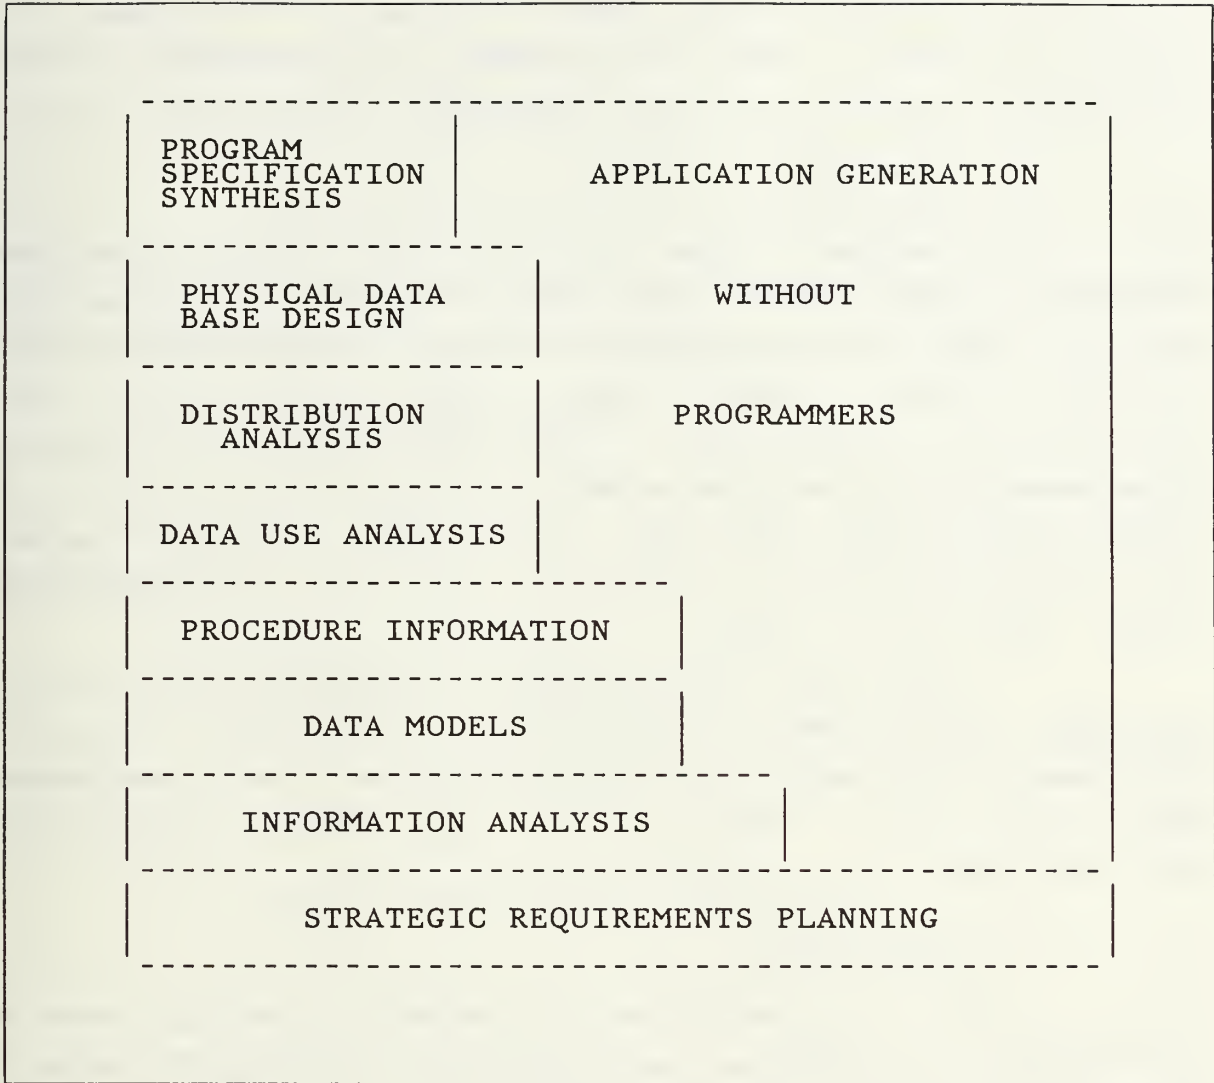 PROGRAM
SPECIFICATION
SYNTHESIS
APPLICATION GENERATION
PHYSICAL DATA
BASE DESIGN
WITHOUT
DISTRIBUTION
ANALYSIS
PROGRAMMERS
DATA USE ANALYSIS
PROCEDURE INFORMATION
DATA MODELS
INFORMATION ANALYSIS
STRATEGIC REQUIREMENTS PLANNING